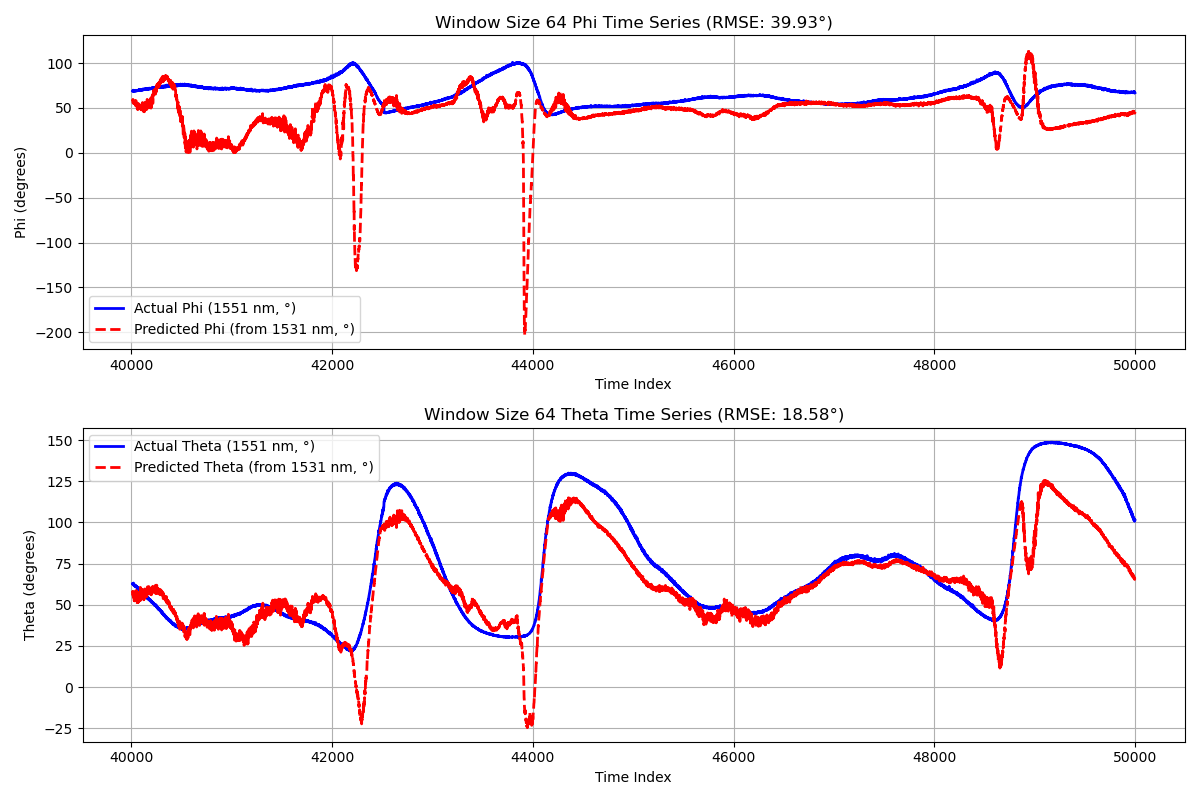 Window Size 64 Phi Time Series (RMSE: 39.93°)
Phi (degrees)
100
50
0
−50
−100
−150
−200
Actual Phi (1551 nm, °)
Predicted Phi (from 1531 nm, °)
40000 42000 44000 46000 48000 50000
Time Index
Window Size 64 Theta Time Series (RMSE: 18.58°)
Theta (degrees)
150
125
100
75
50
25
0
−25
Actual Theta (1551 nm, °)
Predicted Theta (from 1531 nm, °)
40000 42000 44000 46000 48000 50000
Time Index